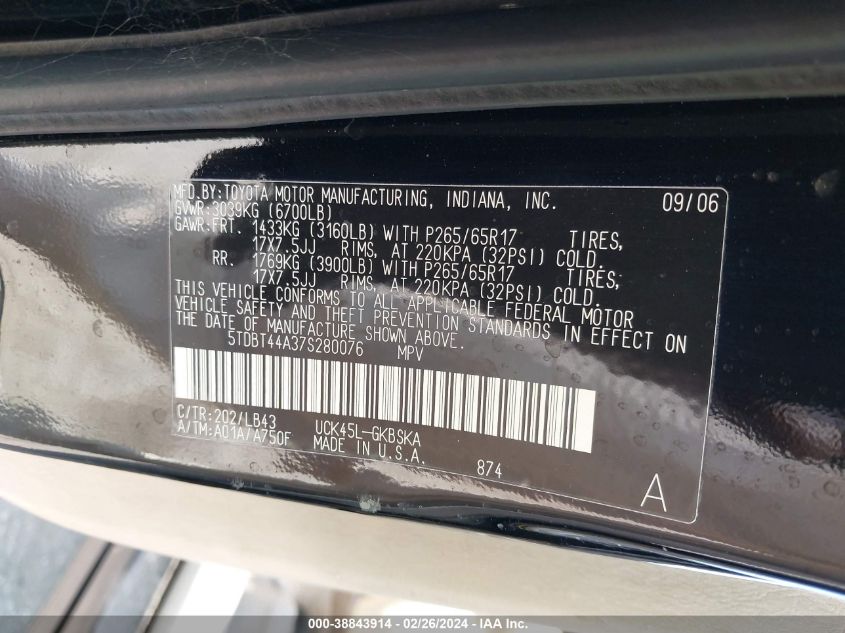 MFD.BY:TOYOTA MOTOR MANUFACTURING, INDIANA, INC. 09/06
GVWR:3039KG (6700LB)
GAWR:FRT. 1433KG (3160LB) WITH P265/65R17 TIRES,
17X7.5JJ RIMS, AT 220KPA (32PSI) COLD.
RR. 1769KG (3900LB) WITH P265/65R17 TIRES,
17X7.5JJ RIMS, AT 220KPA (32PSI) COLD.
THIS VEHICLE CONFORMS TO ALL APPLICABLE FEDERAL MOTOR
VEHICLE SAFETY AND THEFT PREVENTION STANDARDS IN EFFECT ON
THE DATE OF MANUFACTURE SHOWN ABOVE.
5TDBT44A37S280076 MPV
C/TR:202/LB43 UCK45L-GKBSKA
A/TM:A01A/A750F MADE IN U.S.A. 874
A
000-38843914 - 02/26/2024 - IAA Inc.